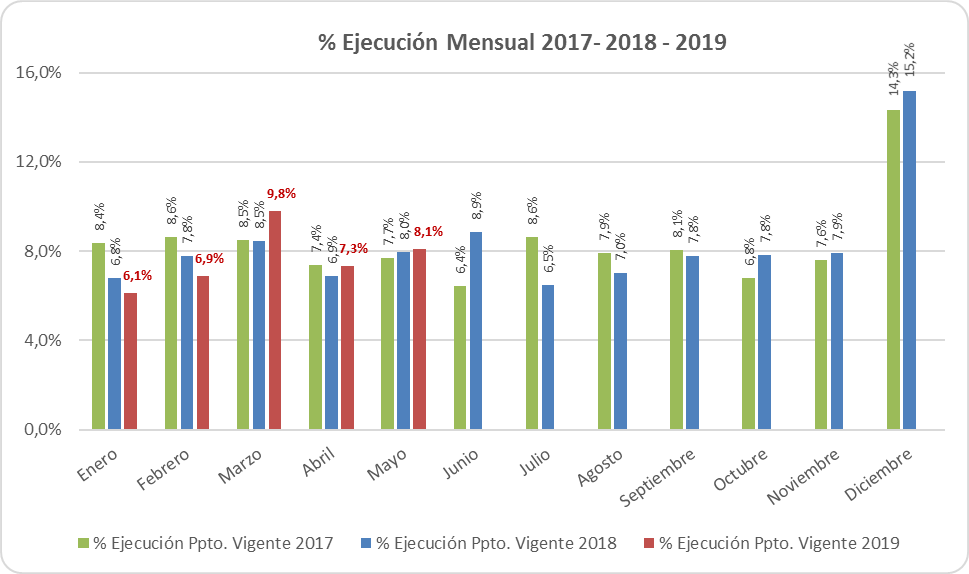 % Ejecución Mensual 2017- 2018 - 2019
16,0%
12,0%
8,0%
4,0%
0,0%
8,4%
6,8%
6,1%
8,6%
7,8%
6,9%
8,5%
8,5%
9,8%
7,4%
6,9%
7,3%
7,7%
8,0%
8,1%
6,4%
8,9%
8,6%
6,5%
7,9%
7,0%
8,1%
7,8%
6,8%
7,8%
7,6%
7,9%
14,3%
15,2%
Enero
Febrero
Marzo
Abril
Mayo
Junio
Julio
Agosto
Septiembre
Octubre
Noviembre
Diciembre
% Ejecución Ppto. Vigente 2017
% Ejecución Ppto. Vigente 2018
% Ejecución Ppto. Vigente 2019